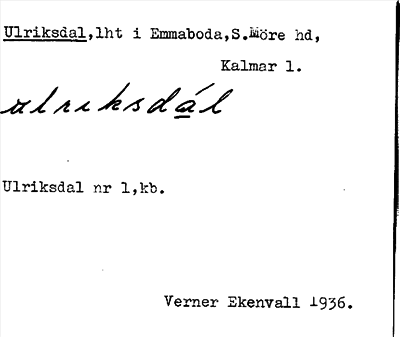 Ulriksdal,lht i Emmaboda,S.Möre hd,
Kalmar l.
ulriksdál
Ulriksdal nr 1,kb.
Verner Ekenvall 1936.